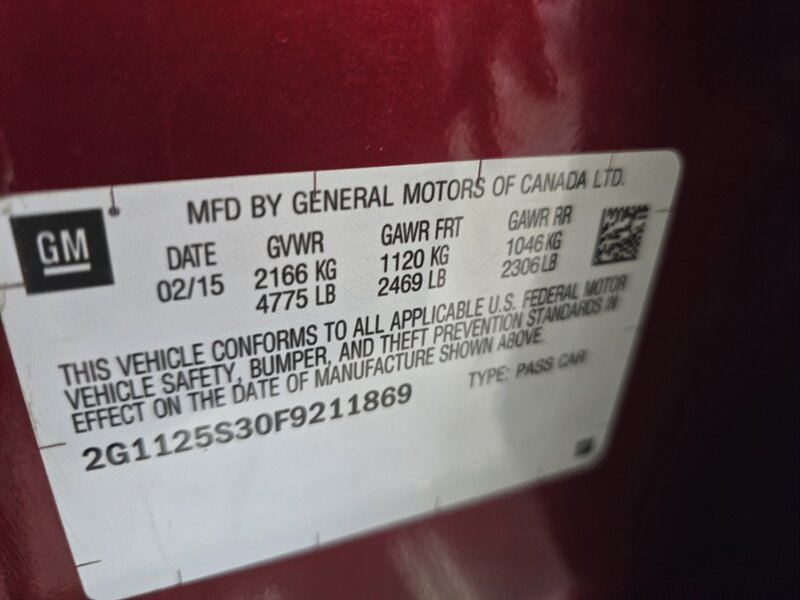 MFD BY GENERAL MOTORS OF CANADA LTD.
GM
DATE GVWR GAWR FRT GAWR RR
02/15 2166 KG 1120 KG 1046 KG
4775 LB 2469 LB 2306 LB
THIS VEHICLE CONFORMS TO ALL APPLICABLE U.S. FEDERAL MOTOR
VEHICLE SAFETY, BUMPER, AND THEFT PREVENTION STANDARDS IN
EFFECT ON THE DATE OF MANUFACTURE SHOWN ABOVE.
2G1125S30F9211869 TYPE: PASS CAR